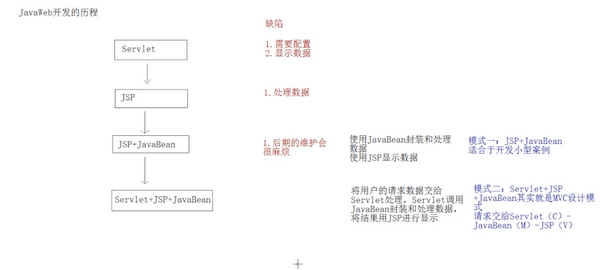 JavaWeb开发的历程
缺陷
Servlet
1.需要配置
2.显示数据
JSP
1.处理数据
JSP+JavaBean
1.后期的维护会
很麻烦
使用JavaBean封装和处理
数据
使用JSP显示数据
模式一：JSP+JavaBean
适合于开发小型案例
Servlet+JSP+JavaBean
将用户的请求数据交给
Servlet处理，Servlet调用
JavaBean封装和处理数据，
将结果用JSP进行显示
模式二：Servlet+JSP
+JavaBean其实就是MVC设计模
式
请求交给Servlet（C）-
JavaBean（M）-JSP（V）